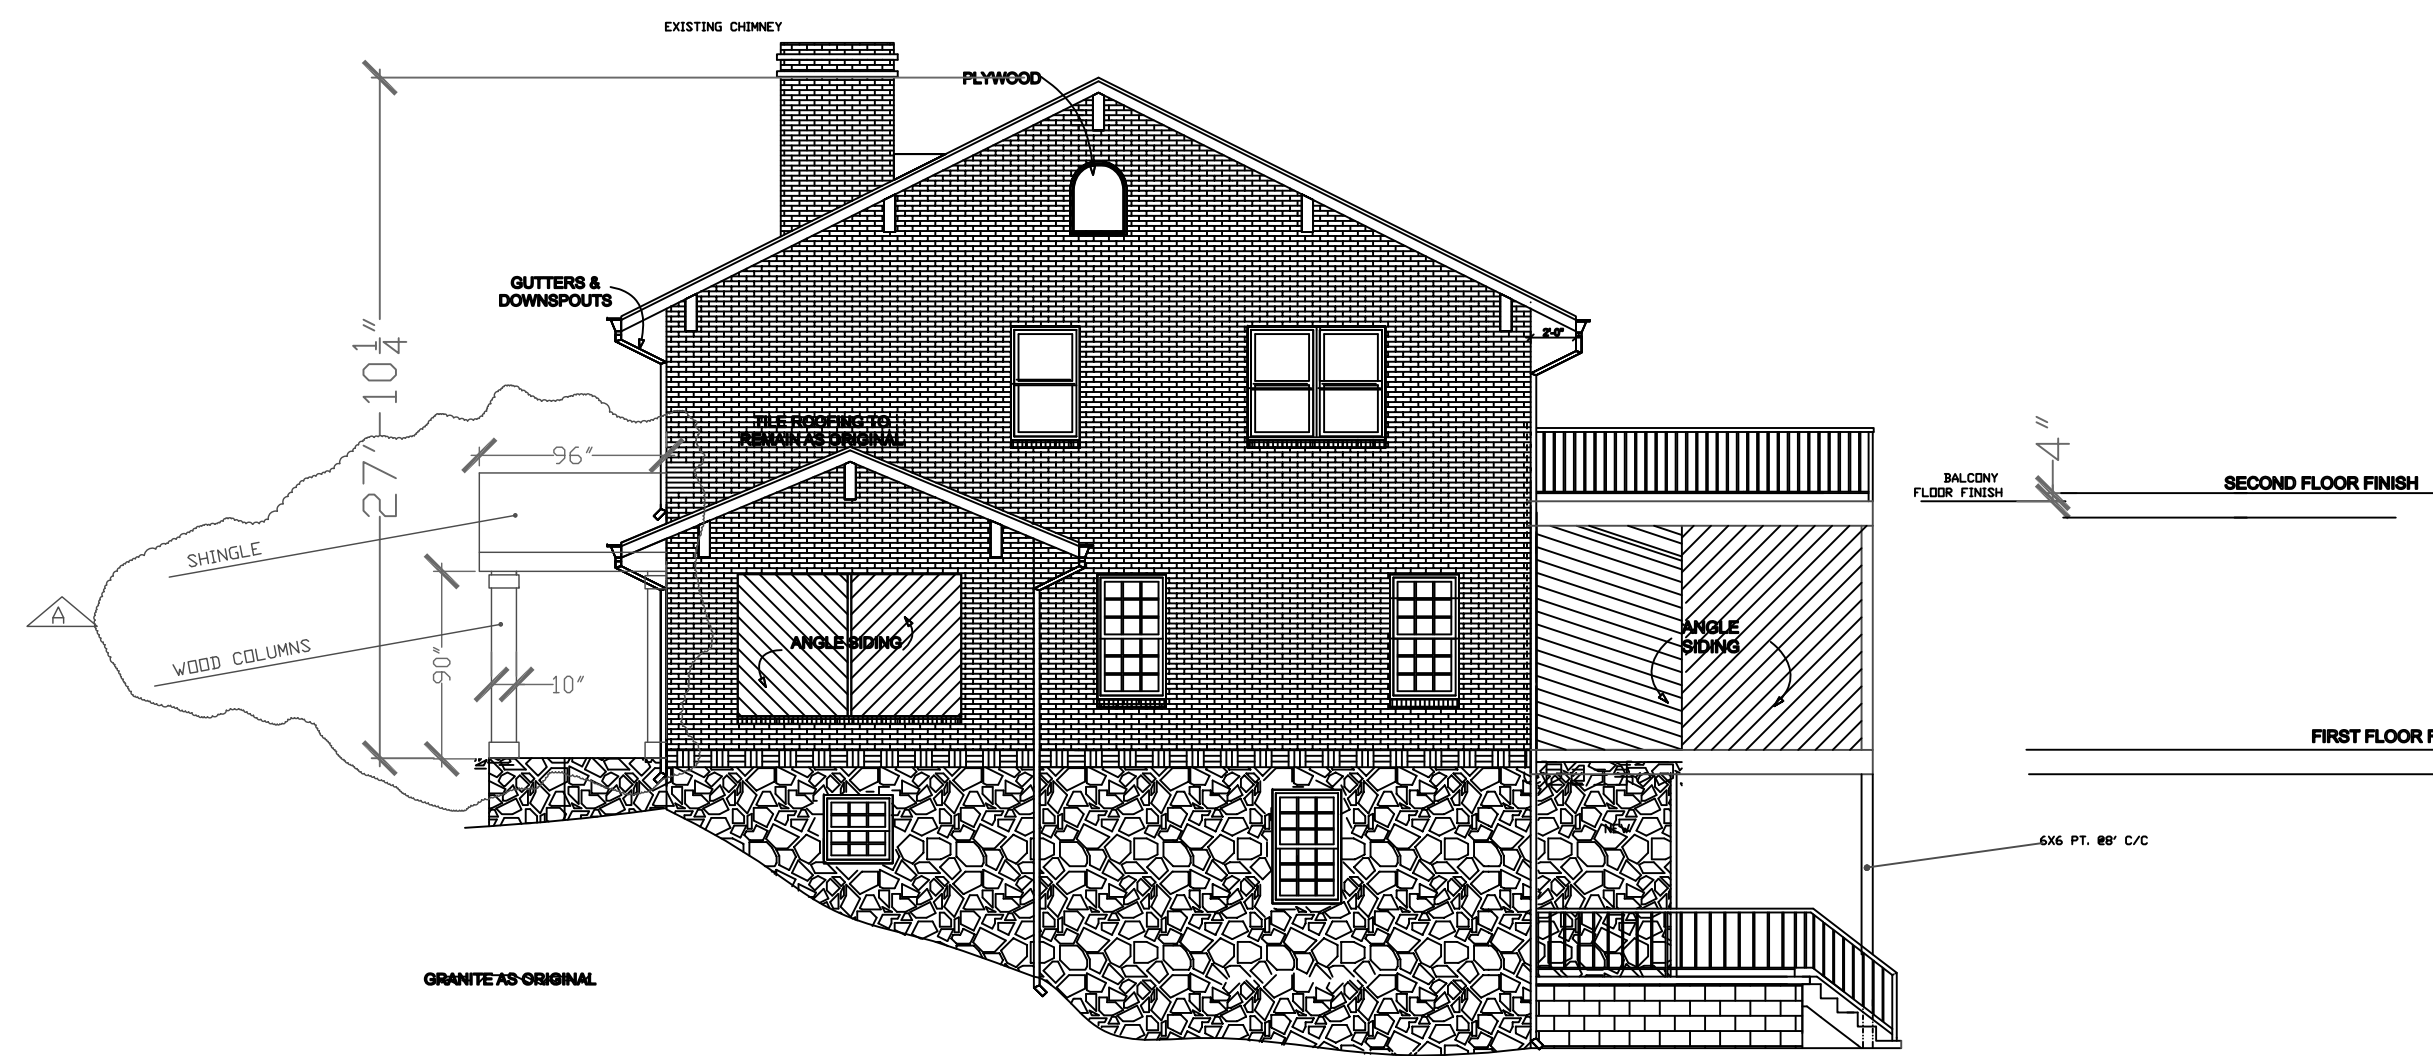 EXISTING CHIMNEY
PLYWOOD
GUTTERS &
DOWNSPOUTS
27'-10 1/4"
2'-0"
TILE ROOFING TO
REMAIN AS ORIGINAL
96"
4"
BALCONY
FLOOR FINISH
SECOND FLOOR FINISH
SHINGLE
A
WOOD COLUMNS
90"
10"
ANGLE SIDING
ANGLE
SIDING
FIRST FLOOR F
NEW
6X6 PT. @8' C/C
GRANITE AS ORIGINAL